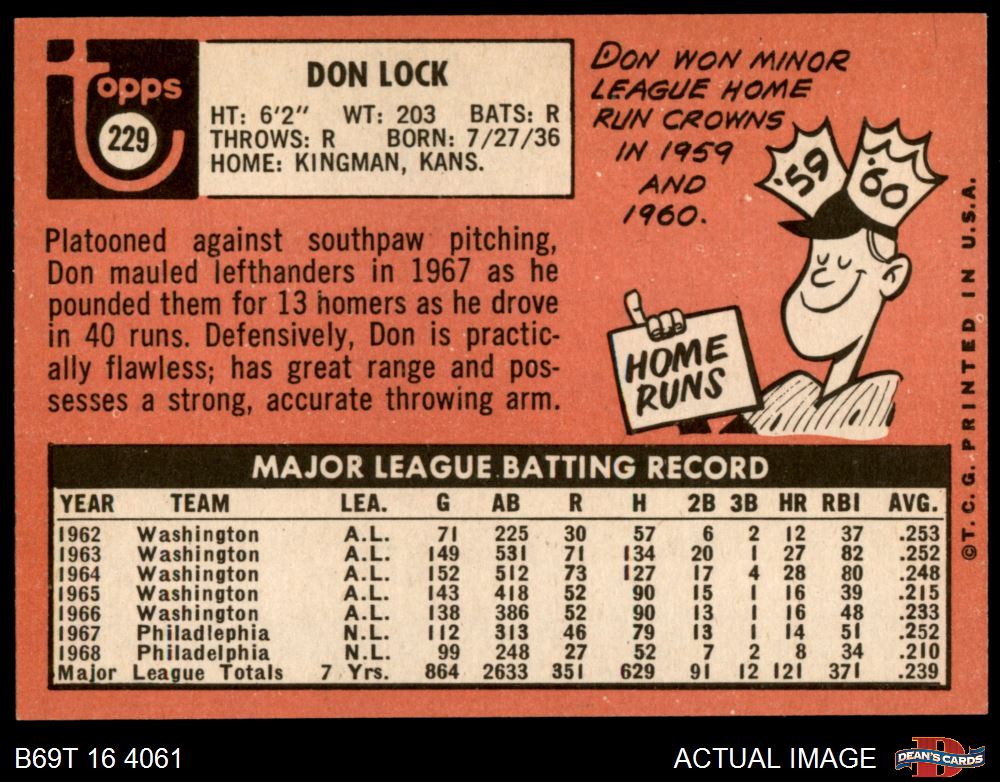 topps
229
DON LOCK
HT: 6'2" WT: 203 BATS: R
THROWS: R BORN: 7/27/36
HOME: KINGMAN, KANS.
DON WON MINOR
LEAGUE HOME
RUN CROWNS
IN 1959
AND
1960.
'59
'60
HOME
RUNS
Platooned against southpaw pitching,
Don mauled lefthanders in 1967 as he
pounded them for 13 homers as he drove
in 40 runs. Defensively, Don is practic-
ally flawless; has great range and pos-
sesses a strong, accurate throwing arm.
MAJOR LEAGUE BATTING RECORD
YEAR TEAM LEA. G AB R H 2B 3B HR RBI AVG.
1962 Washington A.L. 71 225 30 57 6 2 12 37 .253
1963 Washington A.L. 149 531 71 134 20 1 27 82 .252
1964 Washington A.L. 152 512 73 127 17 4 28 80 .248
1965 Washington A.L. 143 418 52 90 15 1 16 39 .215
1966 Washington A.L. 138 386 52 90 13 1 16 48 .233
1967 Philadlephia N.L. 112 313 46 79 13 1 14 51 .252
1968 Philadelphia N.L. 99 248 27 52 7 2 8 34 .210
Major League Totals 7 Yrs. 864 2633 351 629 91 12 121 371 .239
©T.C.G. PRINTED IN U.S.A.
B69T 16 4061
ACTUAL IMAGE
D
DEAN'S CARDS